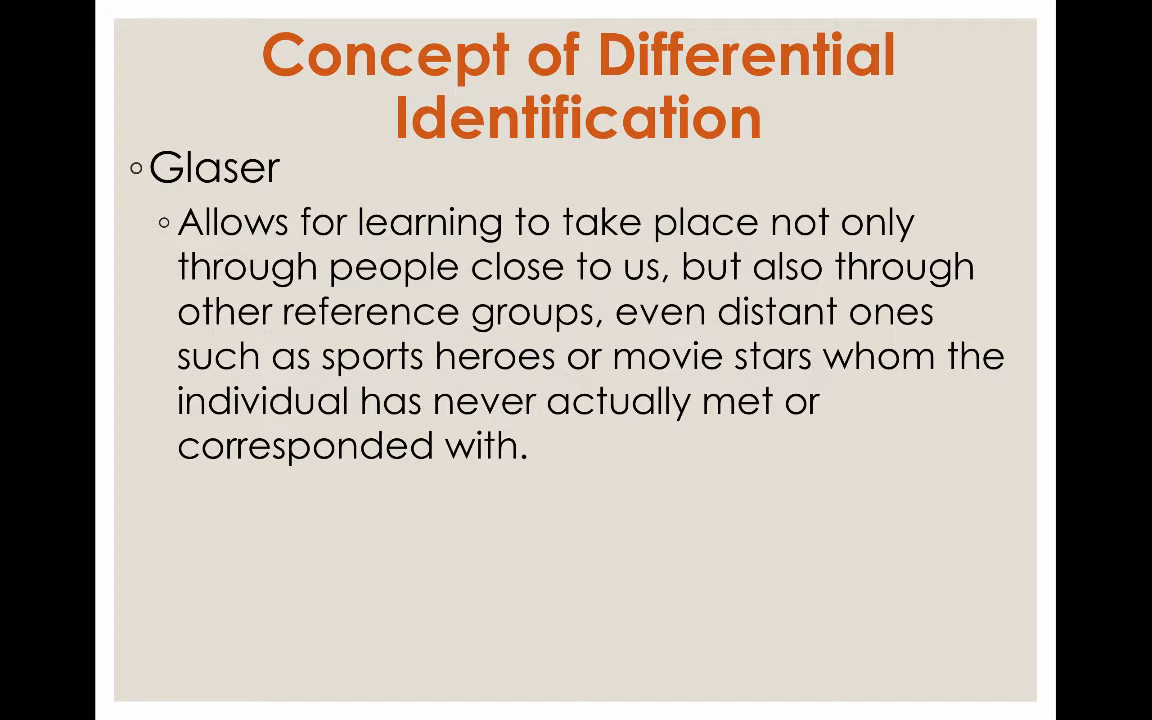 Concept of Differential
Identification
◦Glaser
◦Allows for learning to take place not only
through people close to us, but also through
other reference groups, even distant ones
such as sports heroes or movie stars whom the
individual has never actually met or
corresponded with.